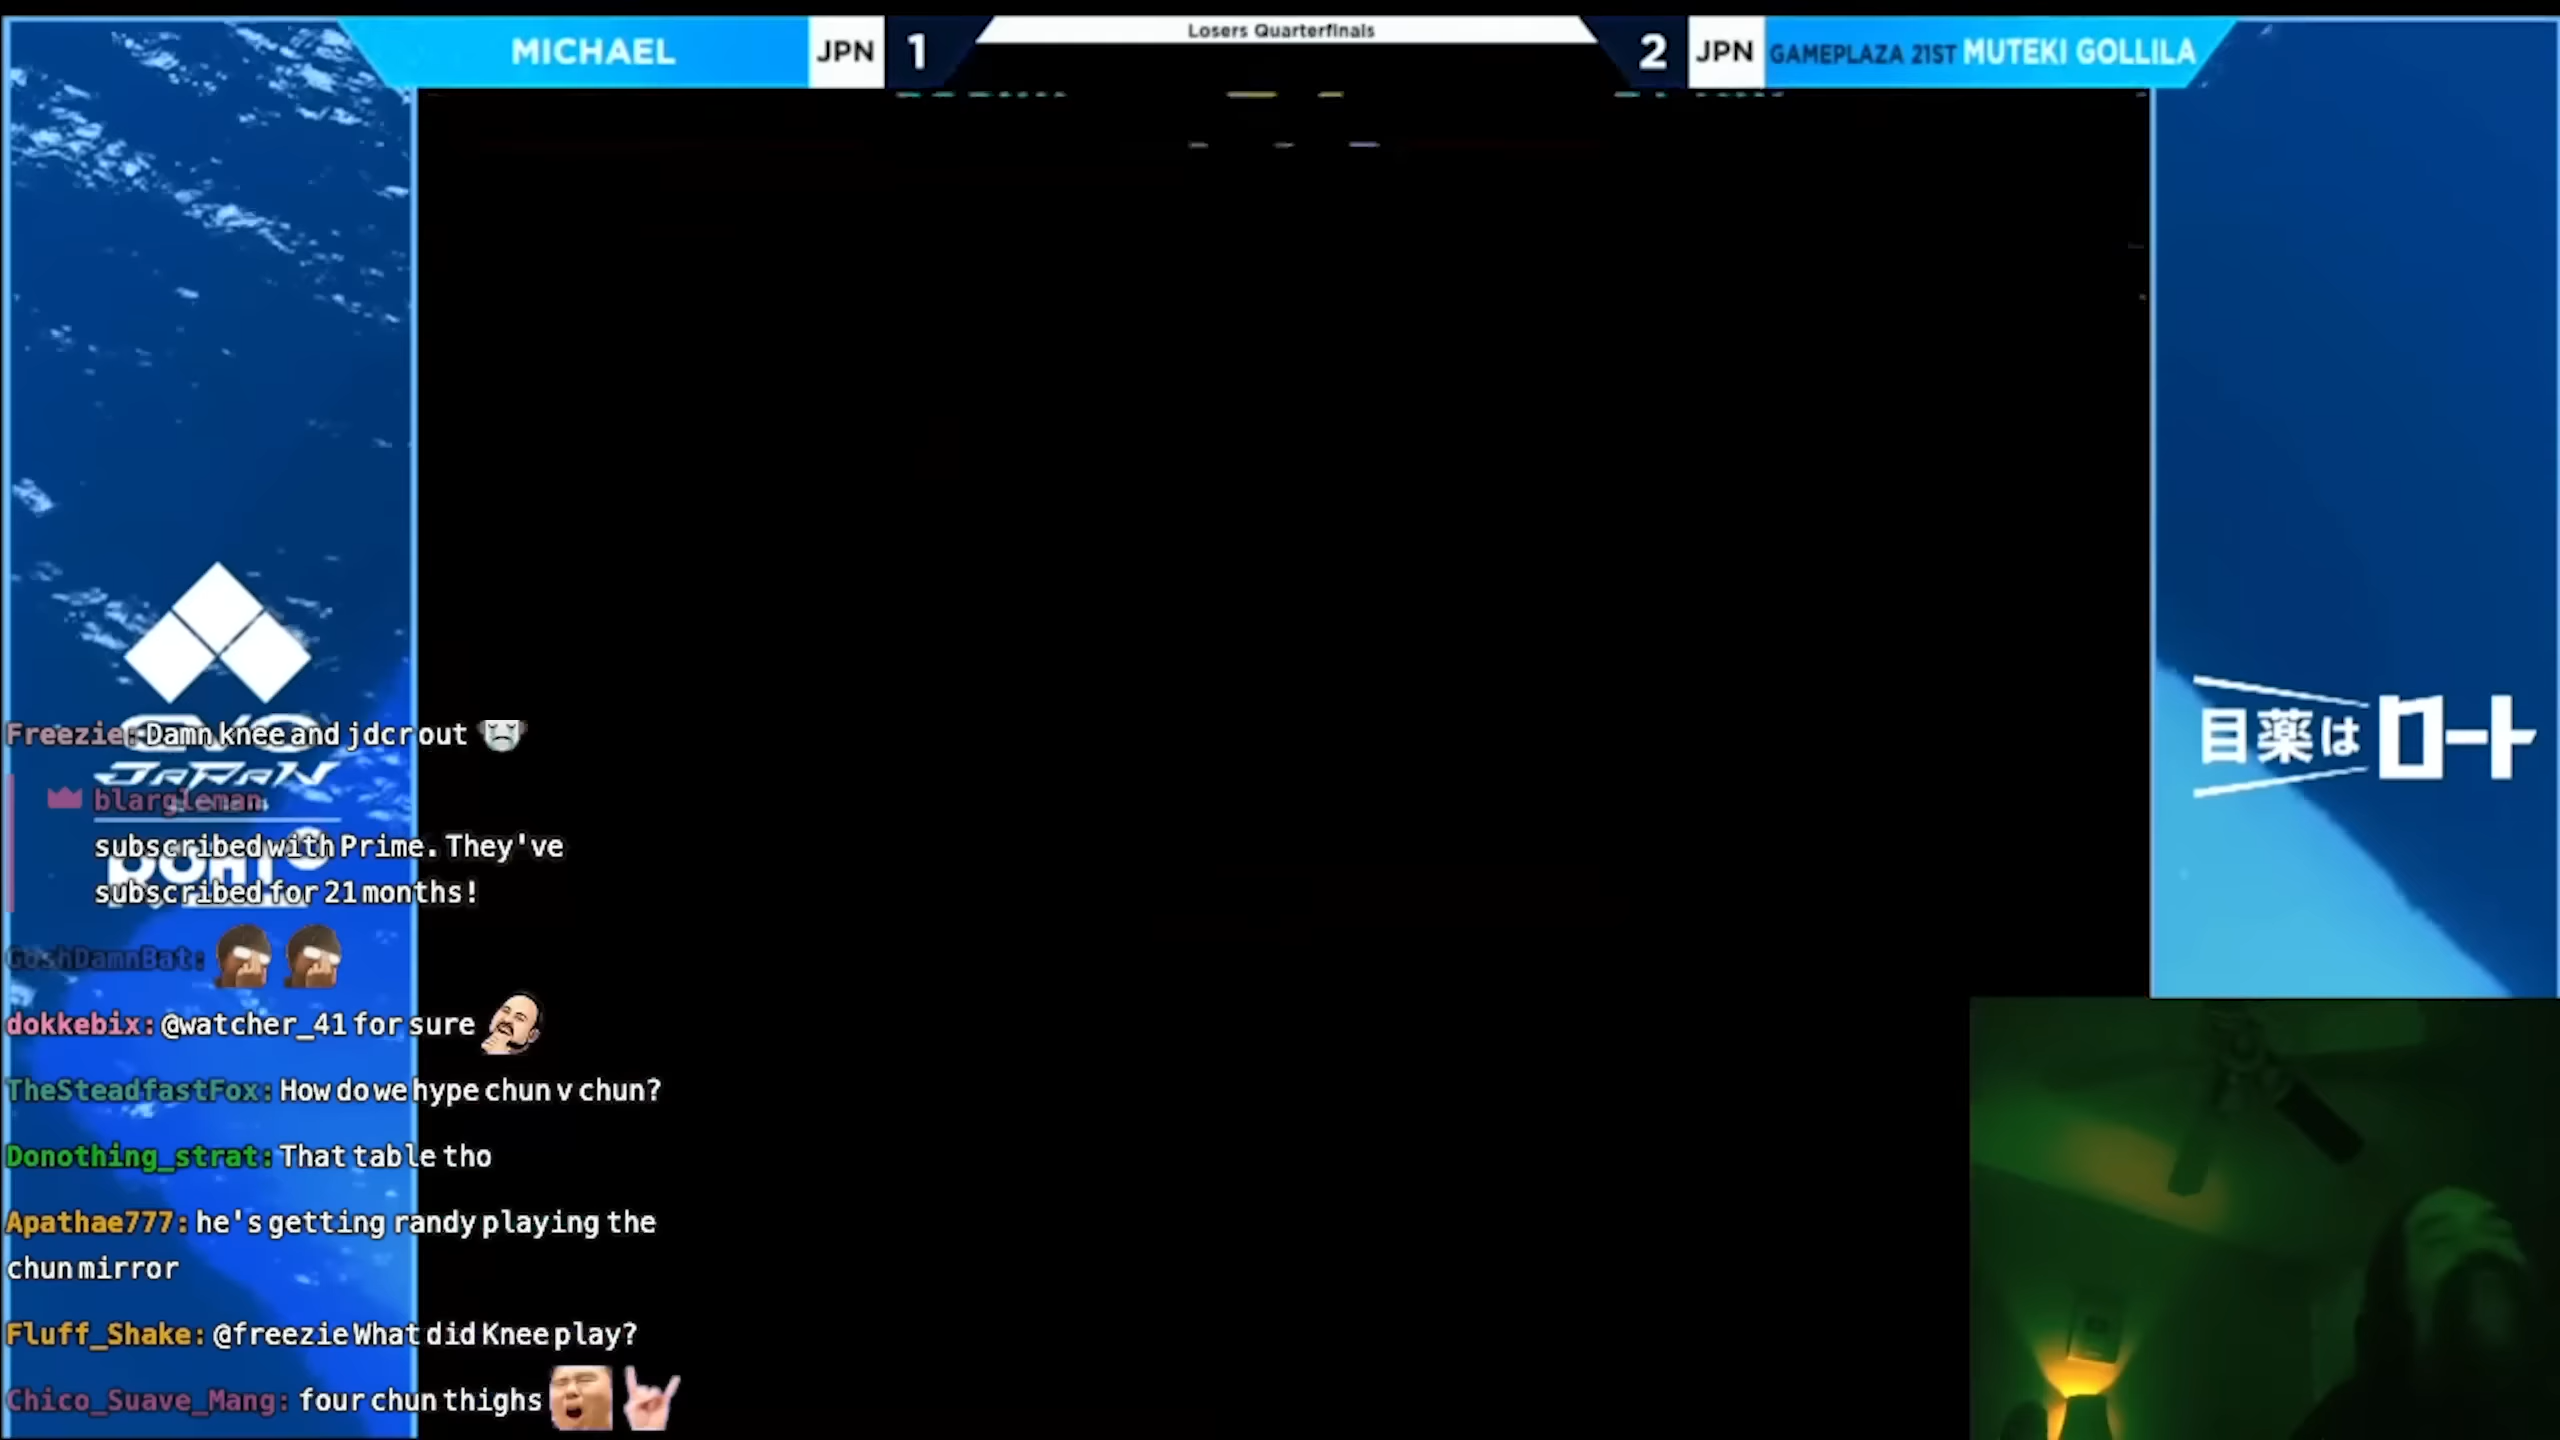 Losers Quarterfinals
MICHAEL JPN 1
2 JPN GAMEPLAZA 21ST MUTEKI GOLLILA
目薬は ロート
Freezie: Damn knee and jdcr out
JAPAN
blargleman
subscribed with Prime. They've
subscribed for 21 months!
GoshDamnBat:
dokkebix: @watcher_41 for sure
TheSteadfastFox: How do we hype chun v chun?
Donothing_strat: That table tho
Apathae777: he's getting randy playing the
chun mirror
Fluff_Shake: @freezie What did Knee play?
Chico_Suave_Mang: four chun thighs